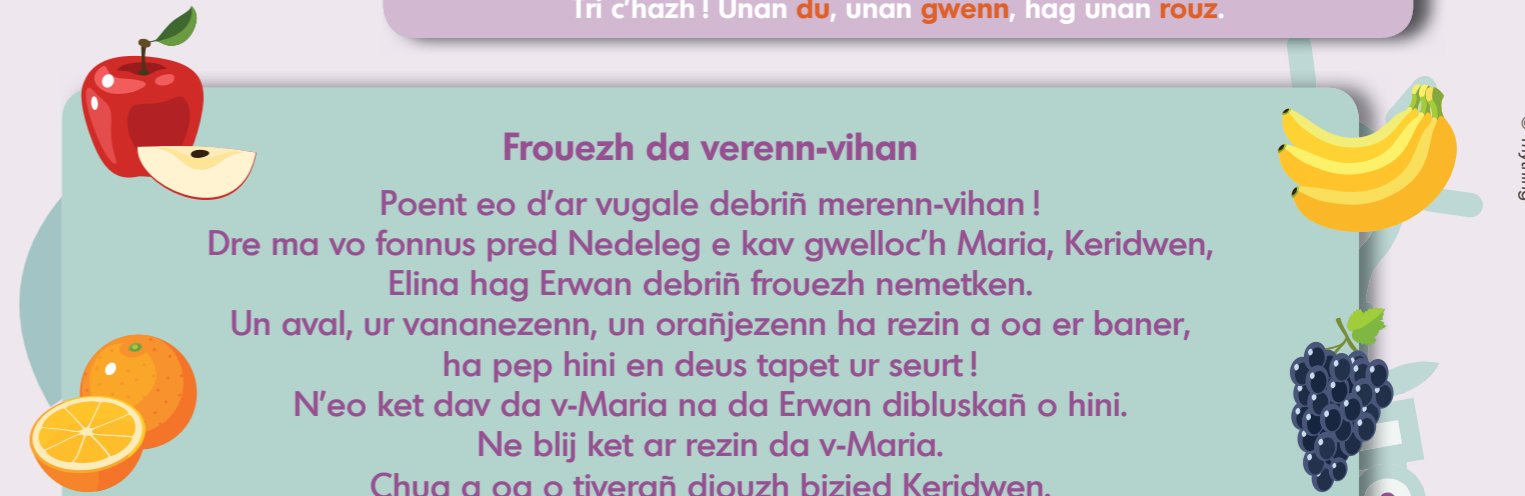 Tri c'hazh ! Unan du, unan gwenn, hag unan rouz.
Frouezh da verenn-vihan
Poent eo d'ar vugale debriñ merenn-vihan !
Dre ma vo fonnus pred Nedeleg e kav gwelloc'h Maria, Keridwen,
Elina hag Erwan debriñ frouezh nemetken.
Un aval, ur vananezenn, un orañjezenn ha rezin a oa er baner,
ha pep hini en deus tapet ur seurt !
N'eo ket dav da v-Maria na da Erwan dibluskañ o hini.
Ne blij ket ar rezin da v-Maria.
Chug a oa o tiverañ diouzh bizied Keridwen.